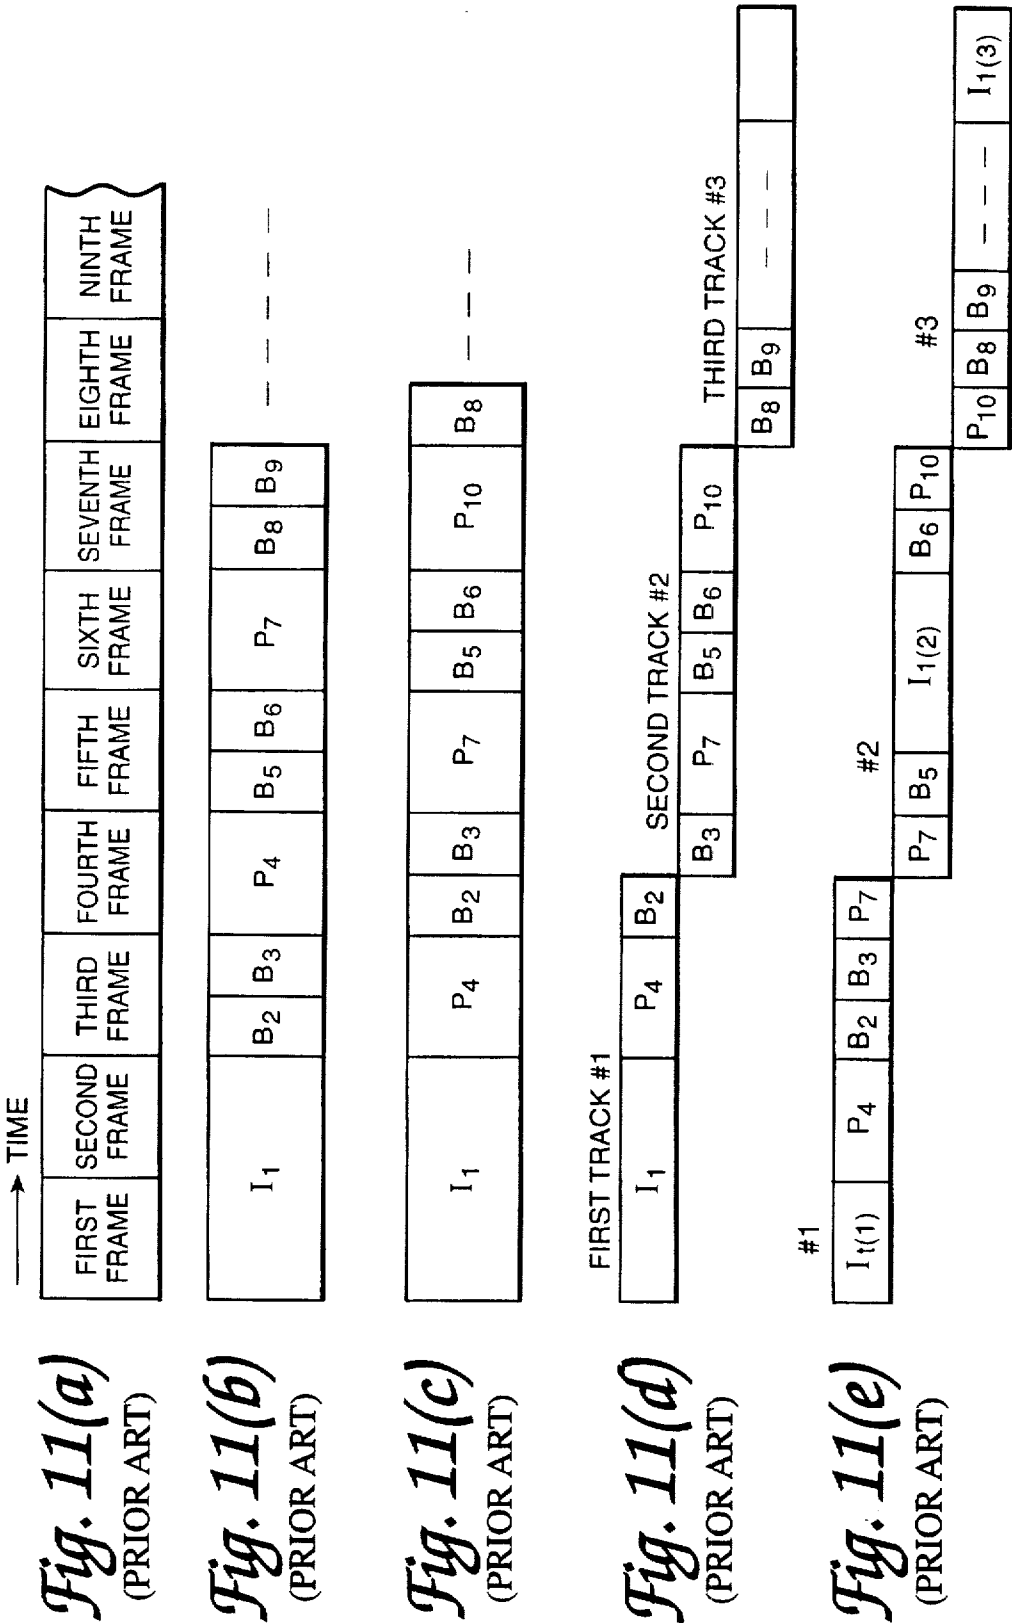 Fig. 11(a)
(PRIOR ART)
TIME
FIRST FRAME
SECOND FRAME
THIRD FRAME
FOURTH FRAME
FIFTH FRAME
SIXTH FRAME
SEVENTH FRAME
EIGHTH FRAME
NINTH FRAME
Fig. 11(b)
(PRIOR ART)
I1 B2 B3 P4 B5 B6 P7 B8 B9
Fig. 11(c)
(PRIOR ART)
I1 P4 B2 B3 P7 B5 B6 P10 B8
Fig. 11(d)
(PRIOR ART)
FIRST TRACK #1
I1 P4 B2
SECOND TRACK #2
B3 P7 B5 B6 P10
THIRD TRACK #3
B8 B9
Fig. 11(e)
(PRIOR ART)
#1
It(1) P4 B2 B3 P7
#2
P7 B5 I1(2) B6 P10
#3
P10 B8 B9 I1(3)